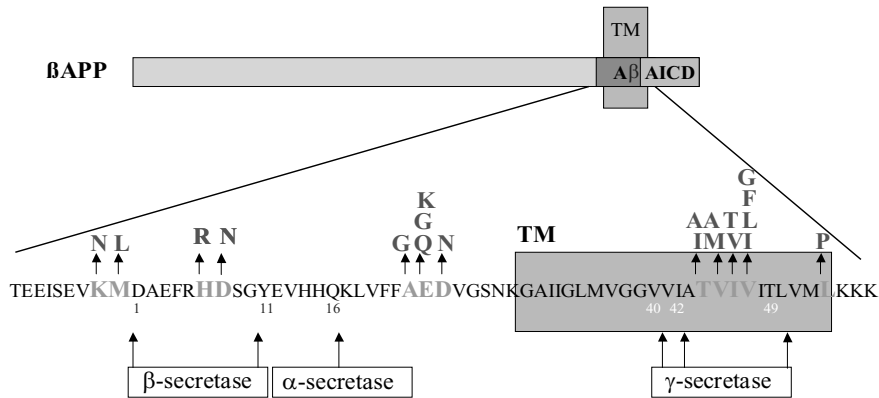 TM
ßAPP
Aβ AICD
K
G
G
F
N L
R N
G Q N
A A T L
I M V I
P
TM
TEEISEVKMDAEFRHDSGYEVHHQKLVFFAEDVGSNKGAIIGLMVGGVVIATVIVITLVMLKKK
1 11 16 40 42 49
β-secretase
α-secretase
γ-secretase